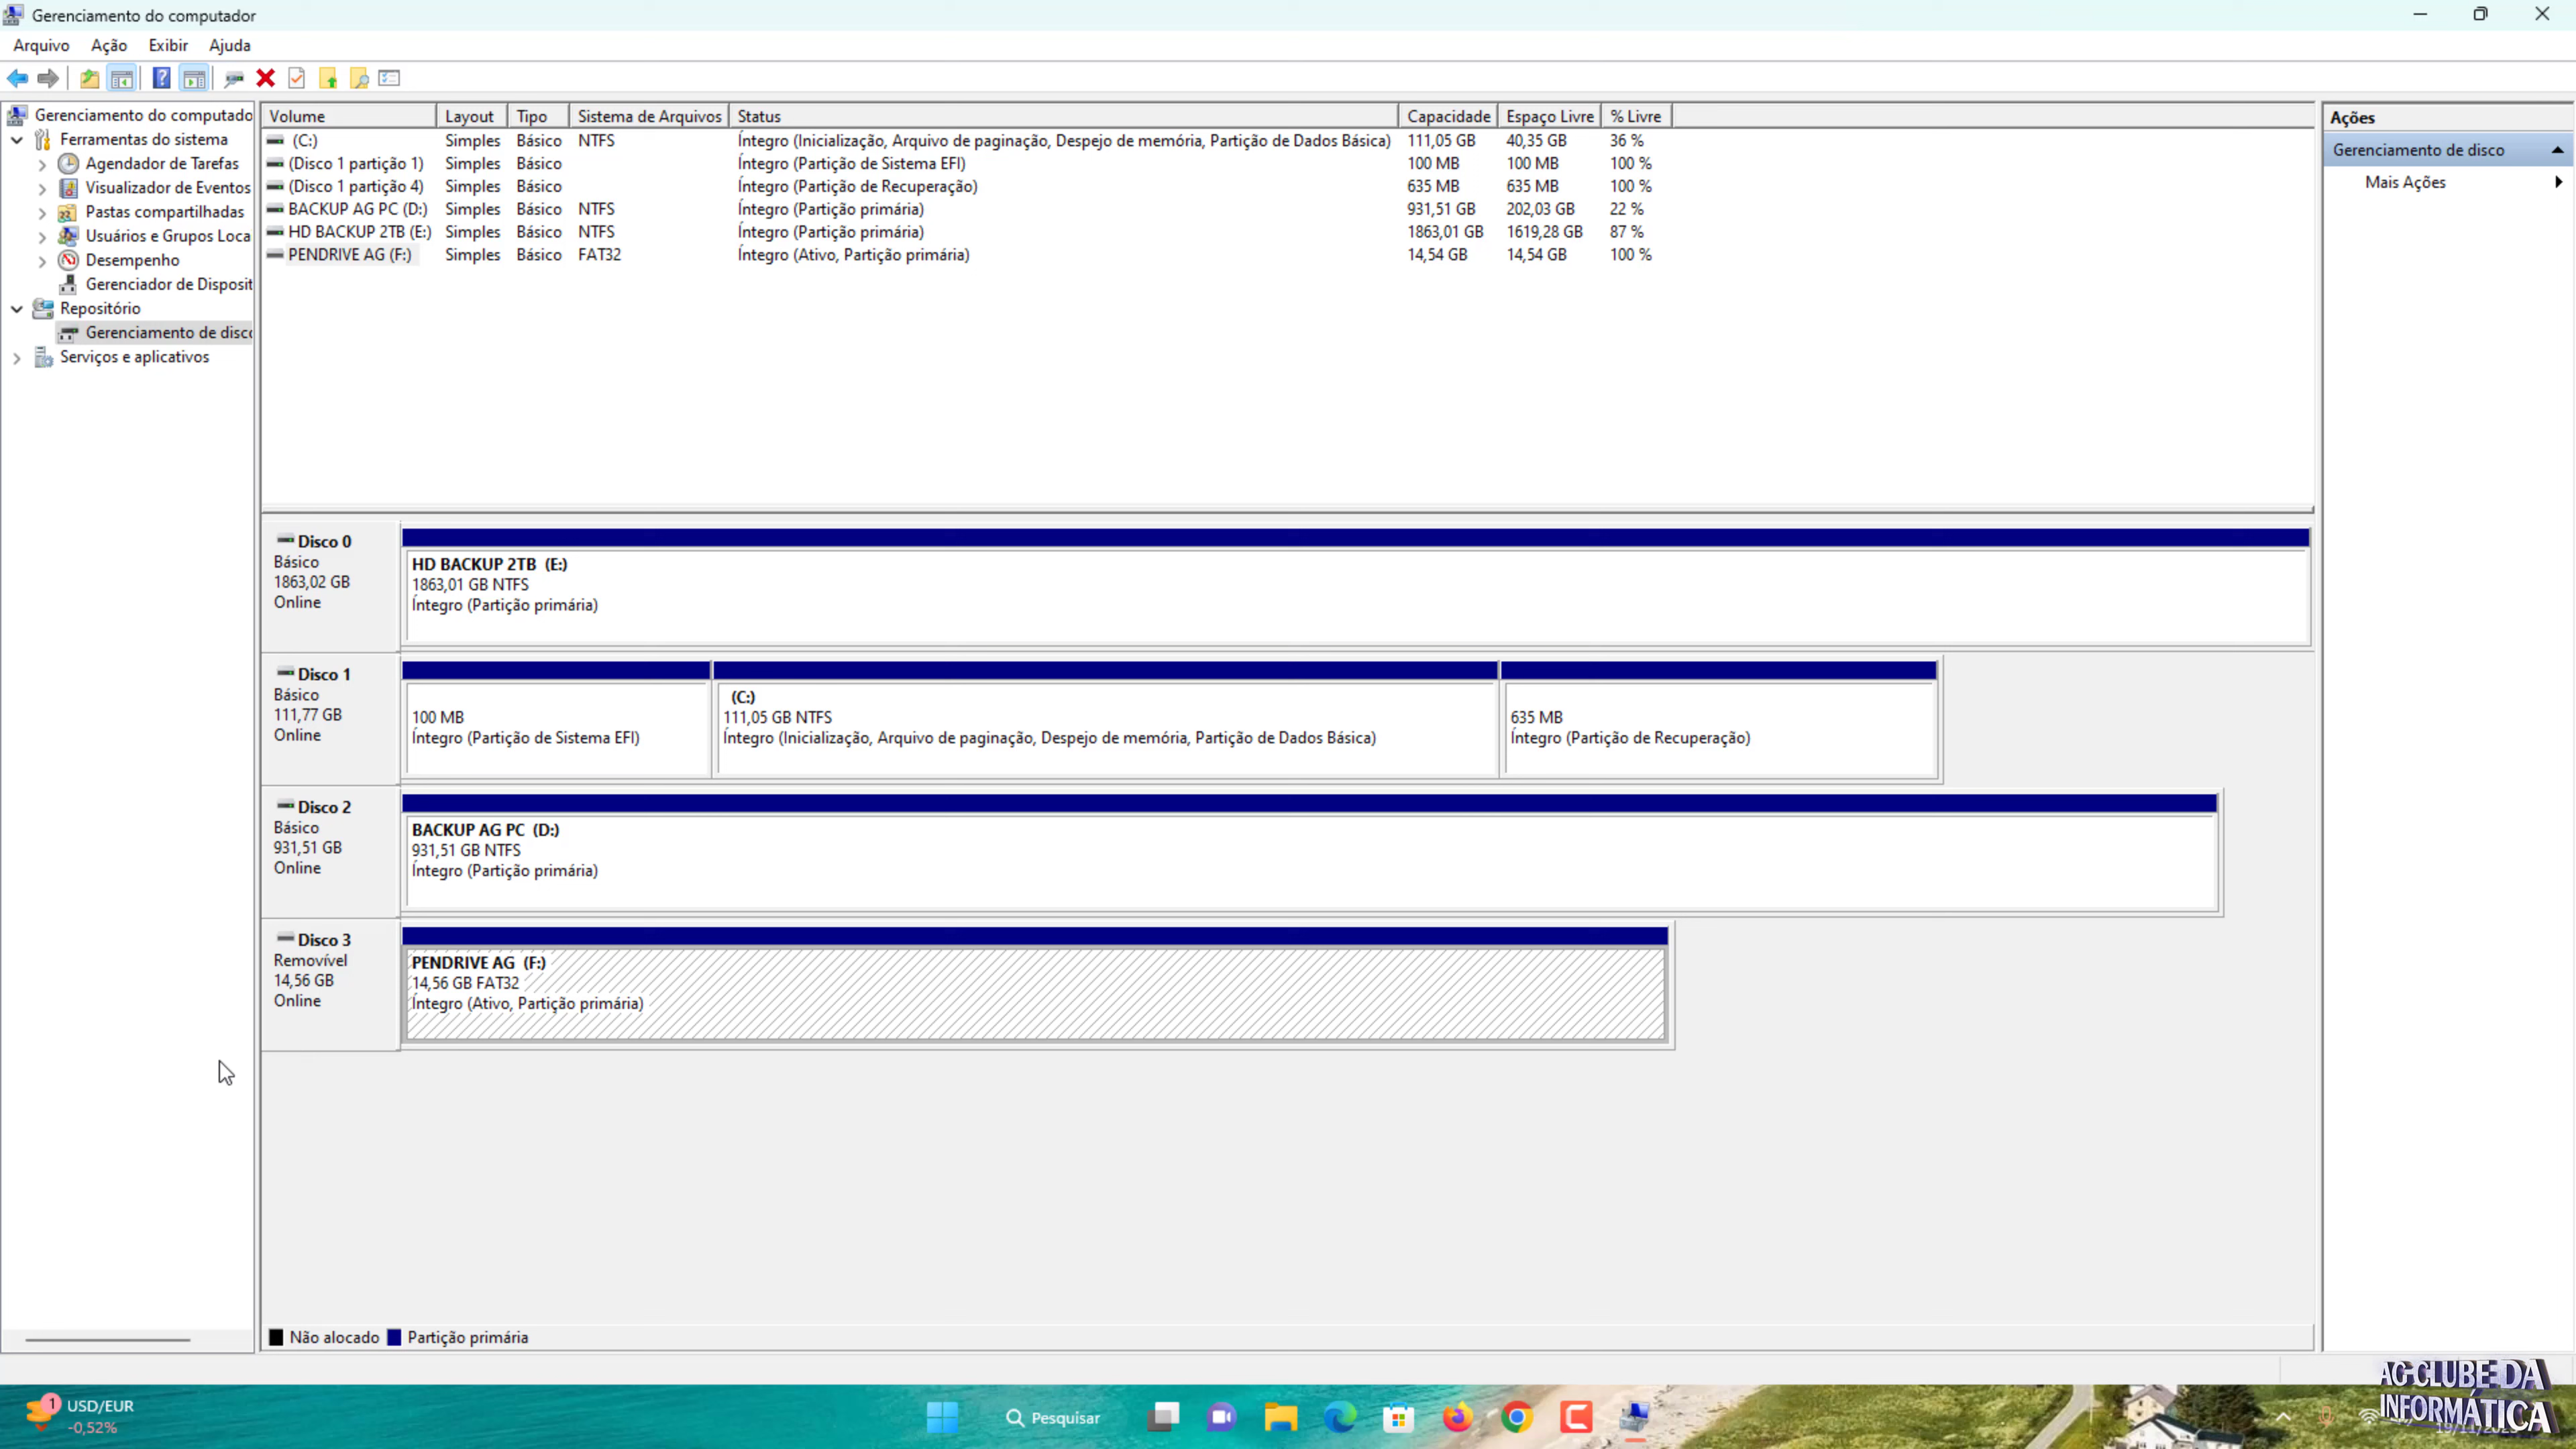 Gerenciamento do computador
Arquivo Ação Exibir Ajuda
Gerenciamento do computado
Ferramentas do sistema
Agendador de Tarefas
Visualizador de Eventos
Pastas compartilhadas
Usuários e Grupos Loca
Desempenho
Gerenciador de Disposit
Repositório
Gerenciamento de disco
Serviços e aplicativos
Volume Layout Tipo Sistema de Arquivos Status Capacidade Espaço Livre % Livre
(C:) Simples Básico NTFS Íntegro (Inicialização, Arquivo de paginação, Despejo de memória, Partição de Dados Básica) 111,05 GB 40,35 GB 36 %
(Disco 1 partição 1) Simples Básico Íntegro (Partição de Sistema EFI) 100 MB 100 MB 100 %
(Disco 1 partição 4) Simples Básico Íntegro (Partição de Recuperação) 635 MB 635 MB 100 %
BACKUP AG PC (D:) Simples Básico NTFS Íntegro (Partição primária) 931,51 GB 202,03 GB 22 %
HD BACKUP 2TB (E:) Simples Básico NTFS Íntegro (Partição primária) 1863,01 GB 1619,28 GB 87 %
PENDRIVE AG (F:) Simples Básico FAT32 Íntegro (Ativo, Partição primária) 14,54 GB 14,54 GB 100 %
Disco 0
Básico
1863,02 GB
Online
HD BACKUP 2TB (E:)
1863,01 GB NTFS
Íntegro (Partição primária)
Disco 1
Básico
111,77 GB
Online
100 MB
Íntegro (Partição de Sistema EFI)
(C:)
111,05 GB NTFS
Íntegro (Inicialização, Arquivo de paginação, Despejo de memória, Partição de Dados Básica)
635 MB
Íntegro (Partição de Recuperação)
Disco 2
Básico
931,51 GB
Online
BACKUP AG PC (D:)
931,51 GB NTFS
Íntegro (Partição primária)
Disco 3
Removível
14,56 GB
Online
PENDRIVE AG (F:)
14,56 GB FAT32
Íntegro (Ativo, Partição primária)
Não alocado Partição primária
Ações
Gerenciamento de disco
Mais Ações
1
USD/EUR
-0,52%
Pesquisar
AG CLUBE DA
INFORMÁTICA